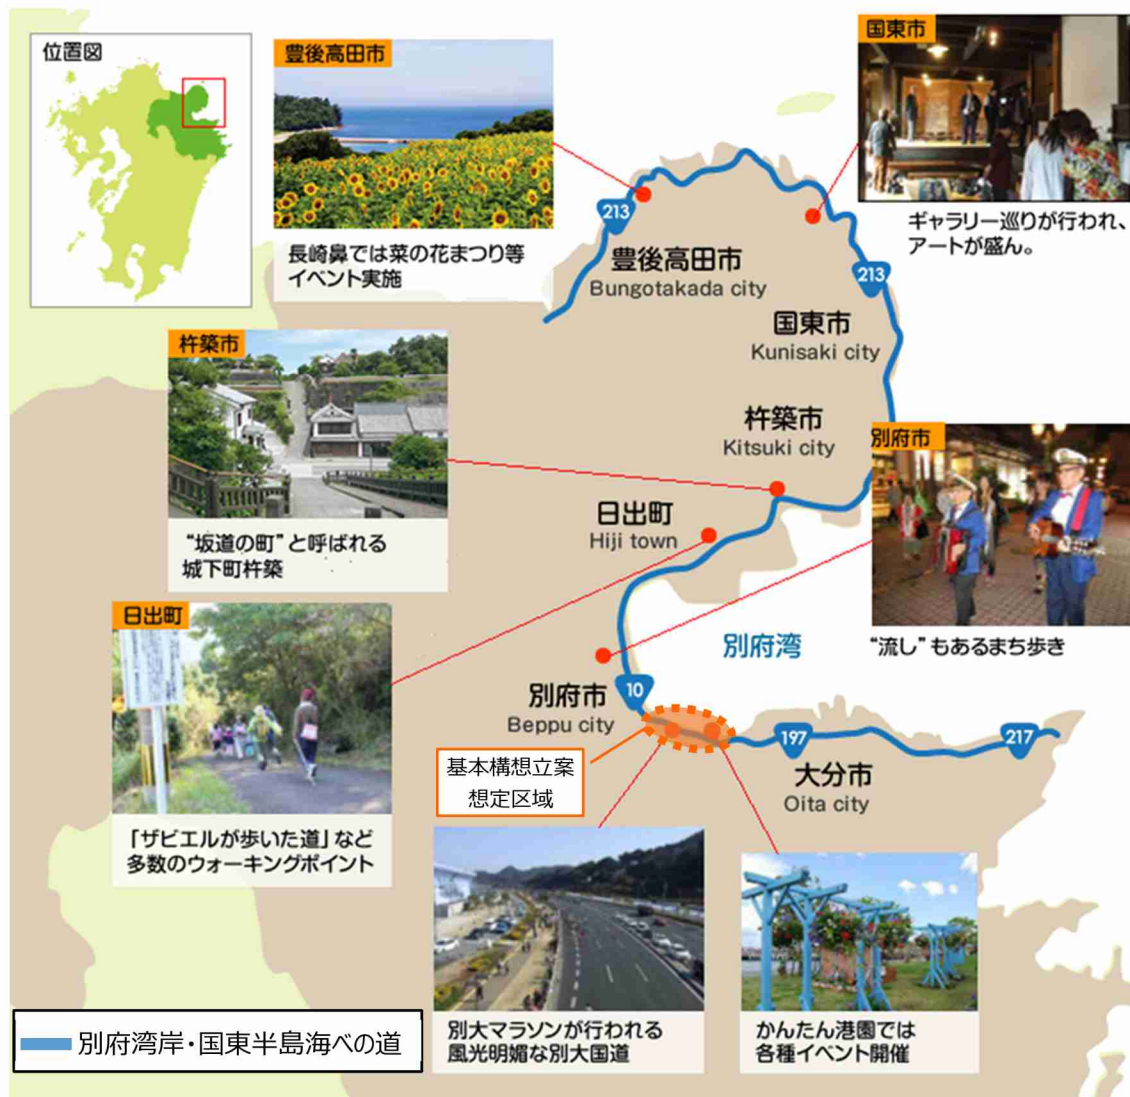 位置図
豊後高田市
長崎鼻では菜の花まつり等
イベント実施
国東市
ギャラリー巡りが行われ、
アートが盛ん。
213
豊後高田市
Bungotakada city
213
国東市
Kunisaki city
杵築市
“坂道の町”と呼ばれる
城下町杵築
杵築市
Kitsuki city
別府市
“流し”もあるまち歩き
日出町
Hiji town
日出町
「ザビエルが歩いた道」など
多数のウォーキングポイント
別府湾
別府市
Beppu city
10
基本構想立案
想定区域
197
217
大分市
Oita city
別大マラソンが行われる
風光明媚な別大国道
かんたん港園では
各種イベント開催
別府湾岸・国東半島海べの道